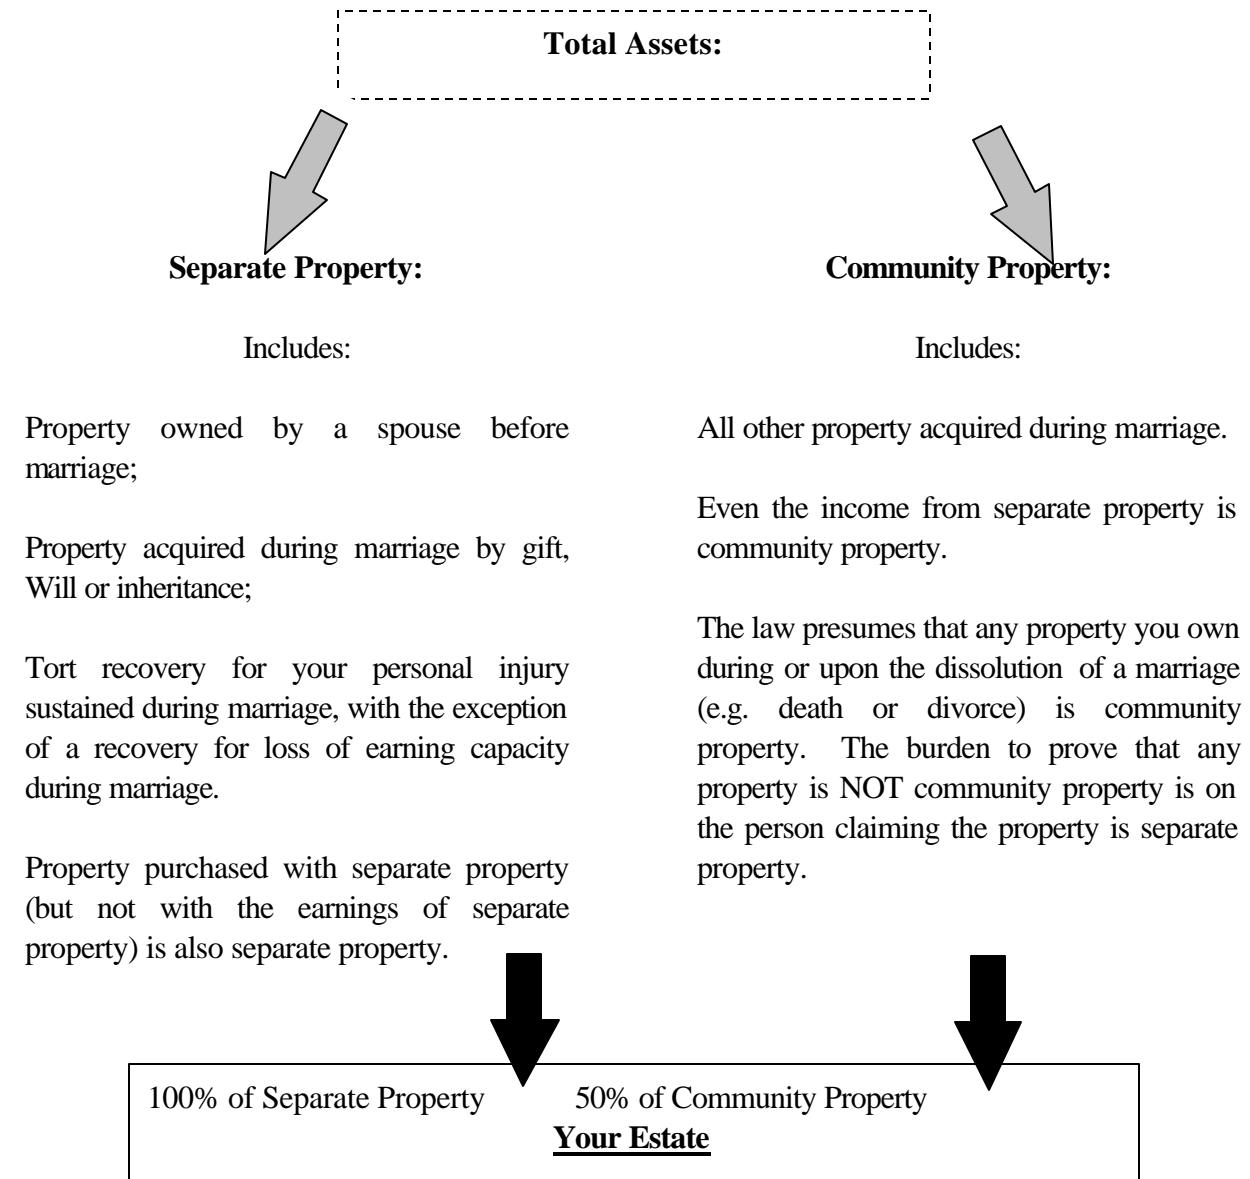 Total Assets:
Separate Property:
Includes:
Property owned by a spouse before
marriage;
Property acquired during marriage by gift,
Will or inheritance;
Tort recovery for your personal injury
sustained during marriage, with the exception
of a recovery for loss of earning capacity
during marriage.
Property purchased with separate property
(but not with the earnings of separate
property) is also separate property.
Community Property:
Includes:
All other property acquired during marriage.
Even the income from separate property is
community property.
The law presumes that any property you own
during or upon the dissolution of a marriage
(e.g. death or divorce) is community
property. The burden to prove that any
property is NOT community property is on
the person claiming the property is separate
property.
100% of Separate Property 50% of Community Property
Your Estate